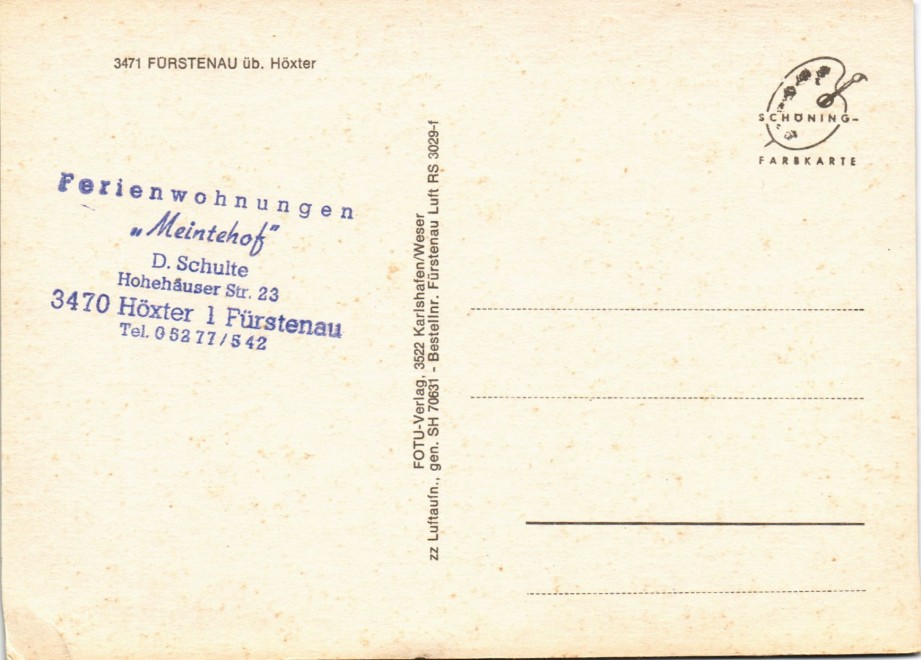 3471 FÜRSTENAU üb. Höxter
Ferienwohnungen
„Meintehof"
D. Schulte
Hohehäuser Str. 23
3470 Höxter 1 Fürstenau
Tel. 05277/542
FOTU-Verlag, 3522 Karlshafen/Weser
zz Luftaufn., gen. SH 70631 - Bestellnr. Fürstenau Luft RS 3029-f
SCHÖNING-
FARBKARTE